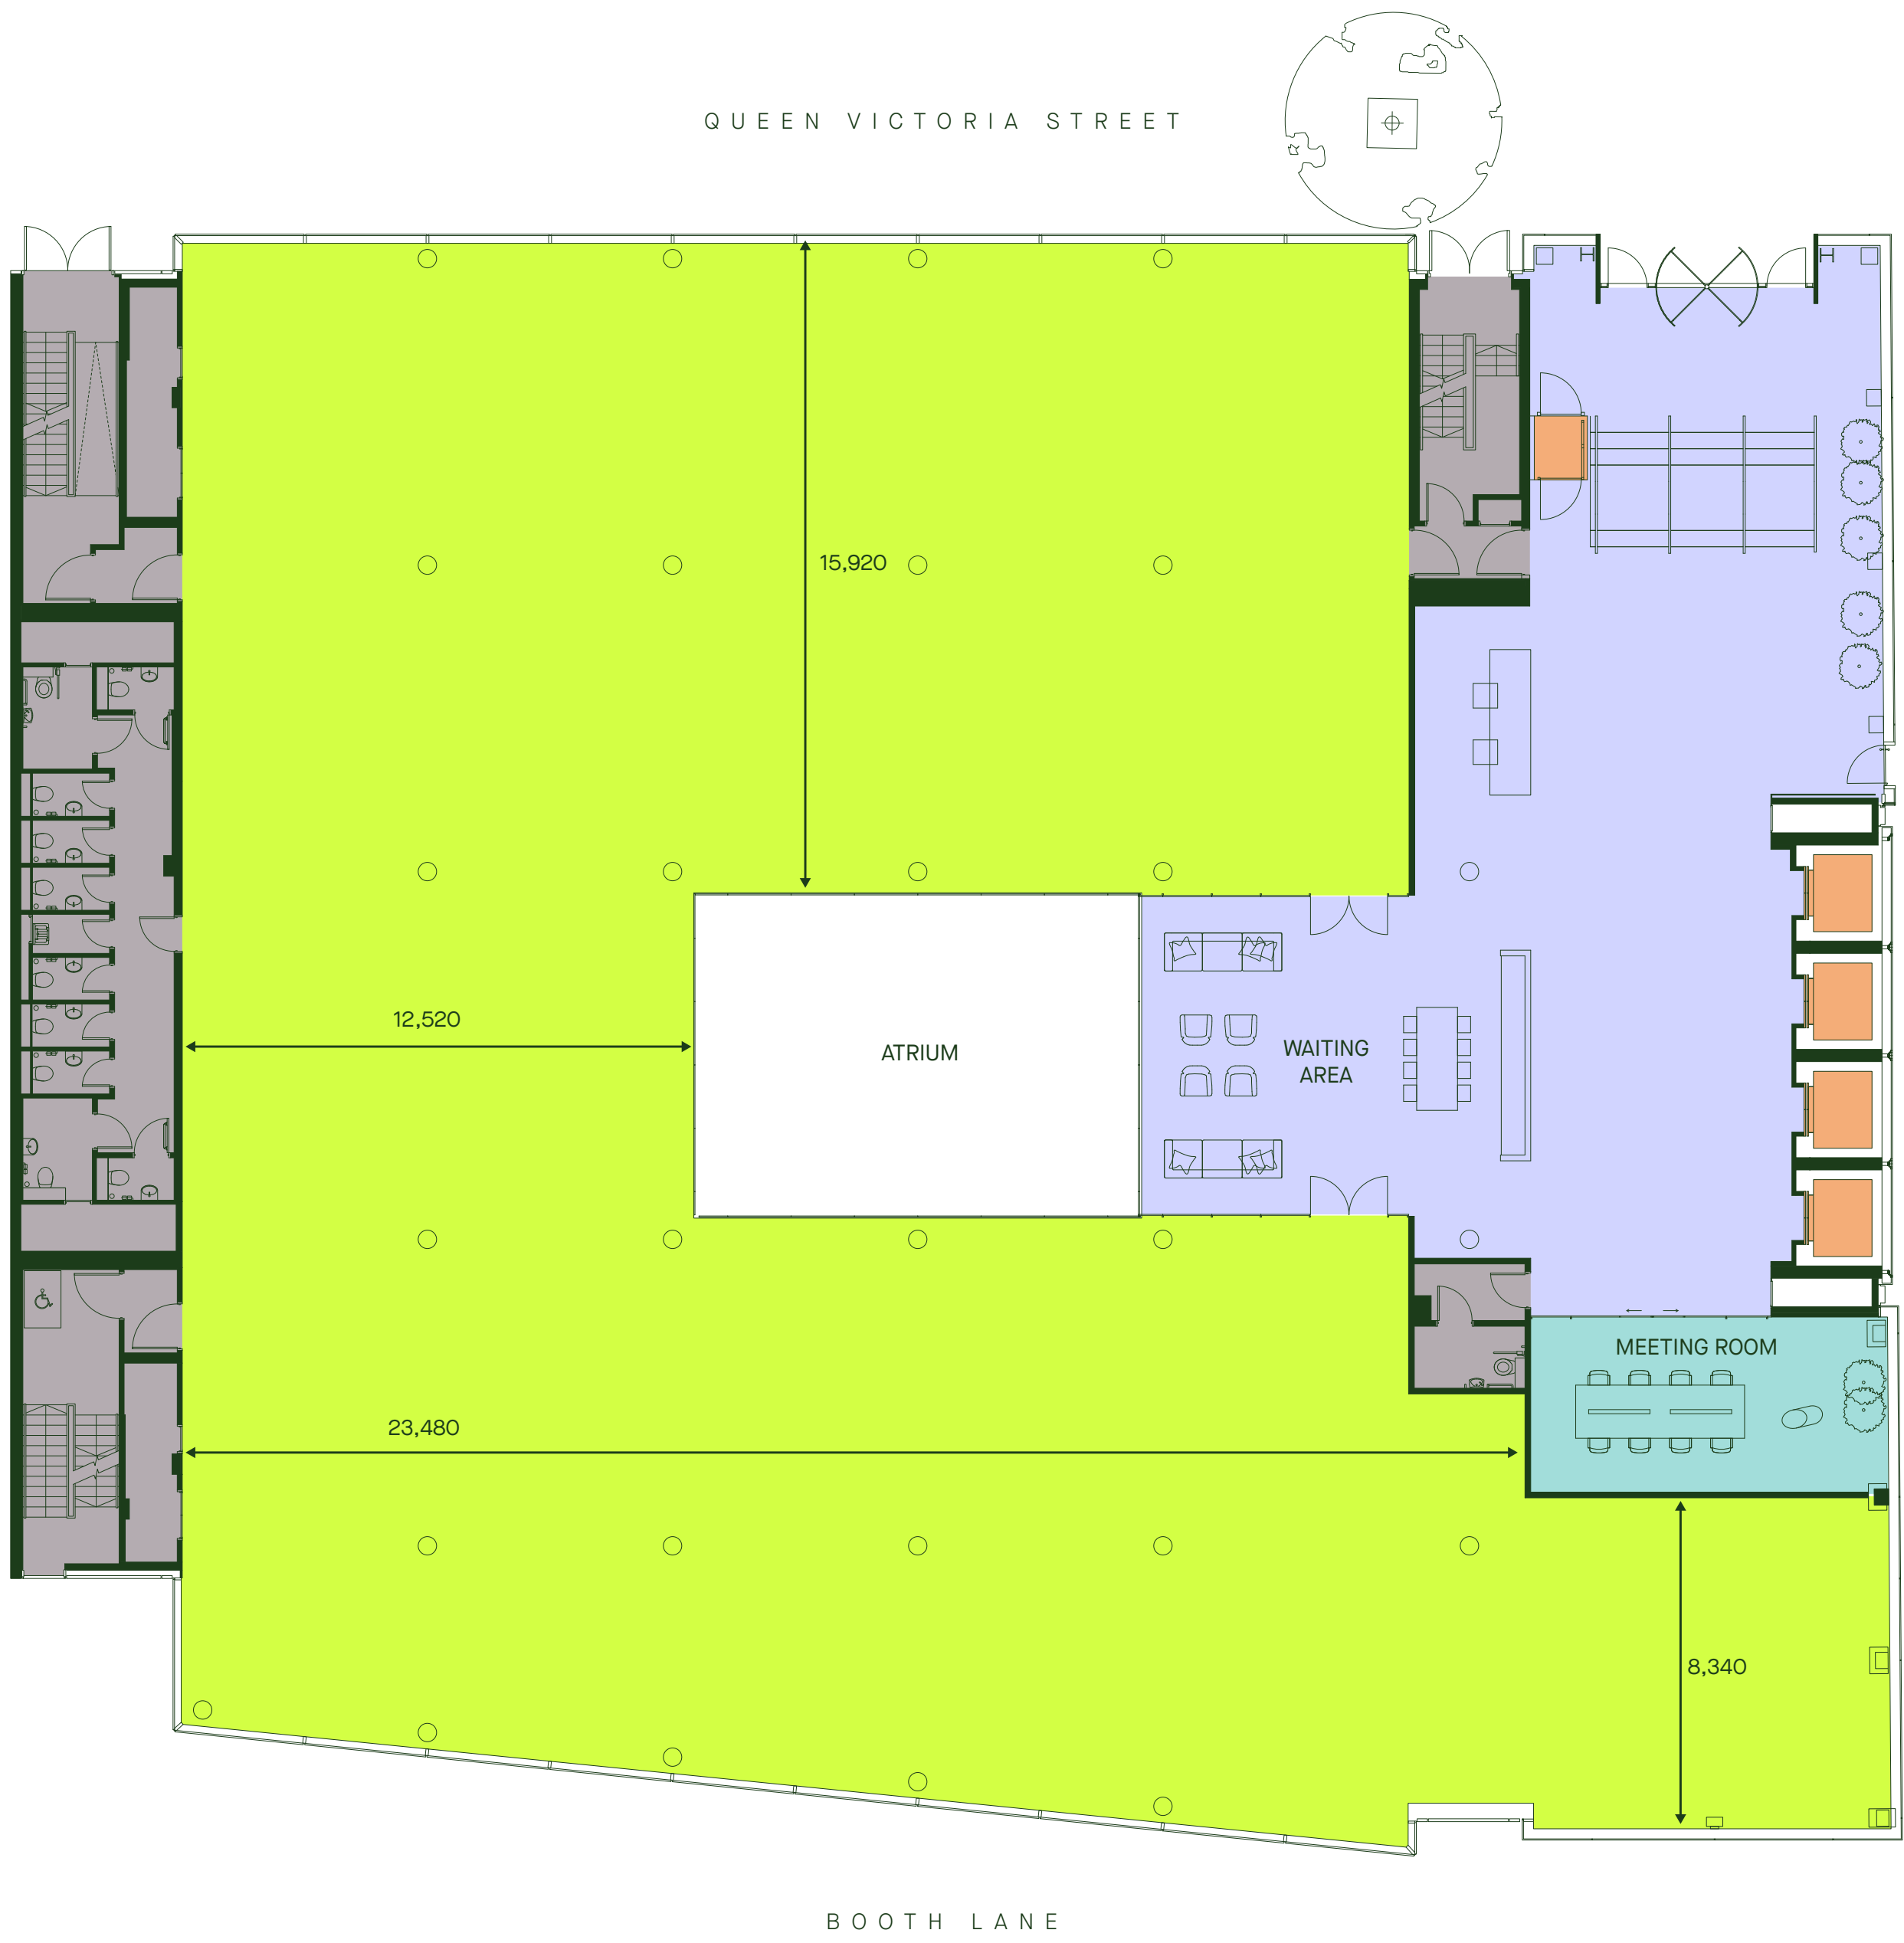 QUEEN VICTORIA STREET
15,920
12,520
ATRIUM
WAITING
AREA
MEETING ROOM
23,480
8,340
BOOTH LANE